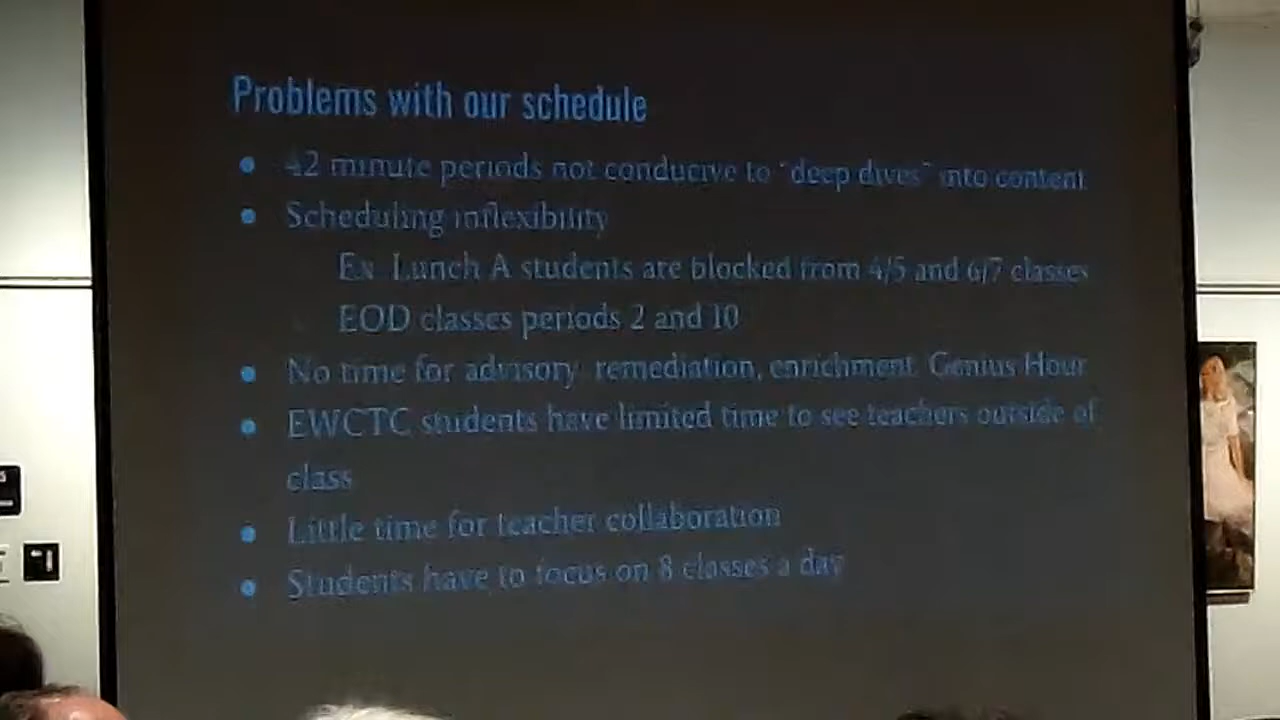 Problems with our schedule
42 minute periods not conducive to "deep dives" into content
Scheduling inflexibility
Ex. Lunch A students are blocked from 4/5 and 6/7 classes
EOD classes periods 2 and 10
No time for advisory, remediation, enrichment, Genius Hour
EWCTC students have limited time to see teachers outside of
class
Little time for teacher collaboration
Students have to focus on 8 classes a day